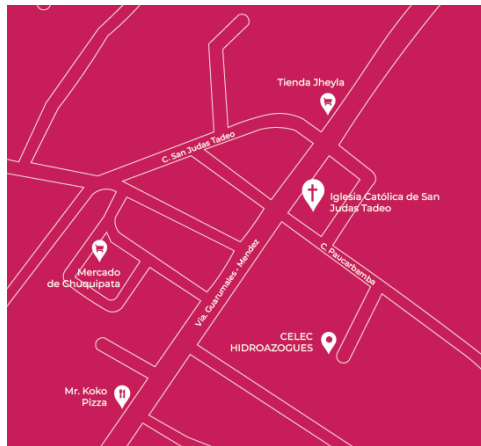 Tienda Jheyla
C. San Judas Tadeo
Iglesia Católica de San
Judas Tadeo
C. Paucarbamba
Mercado
de Chuquipata
Vía. Guarumales - Mendez
CELEC
HIDROAZOGUES
Mr. Koko
Pizza